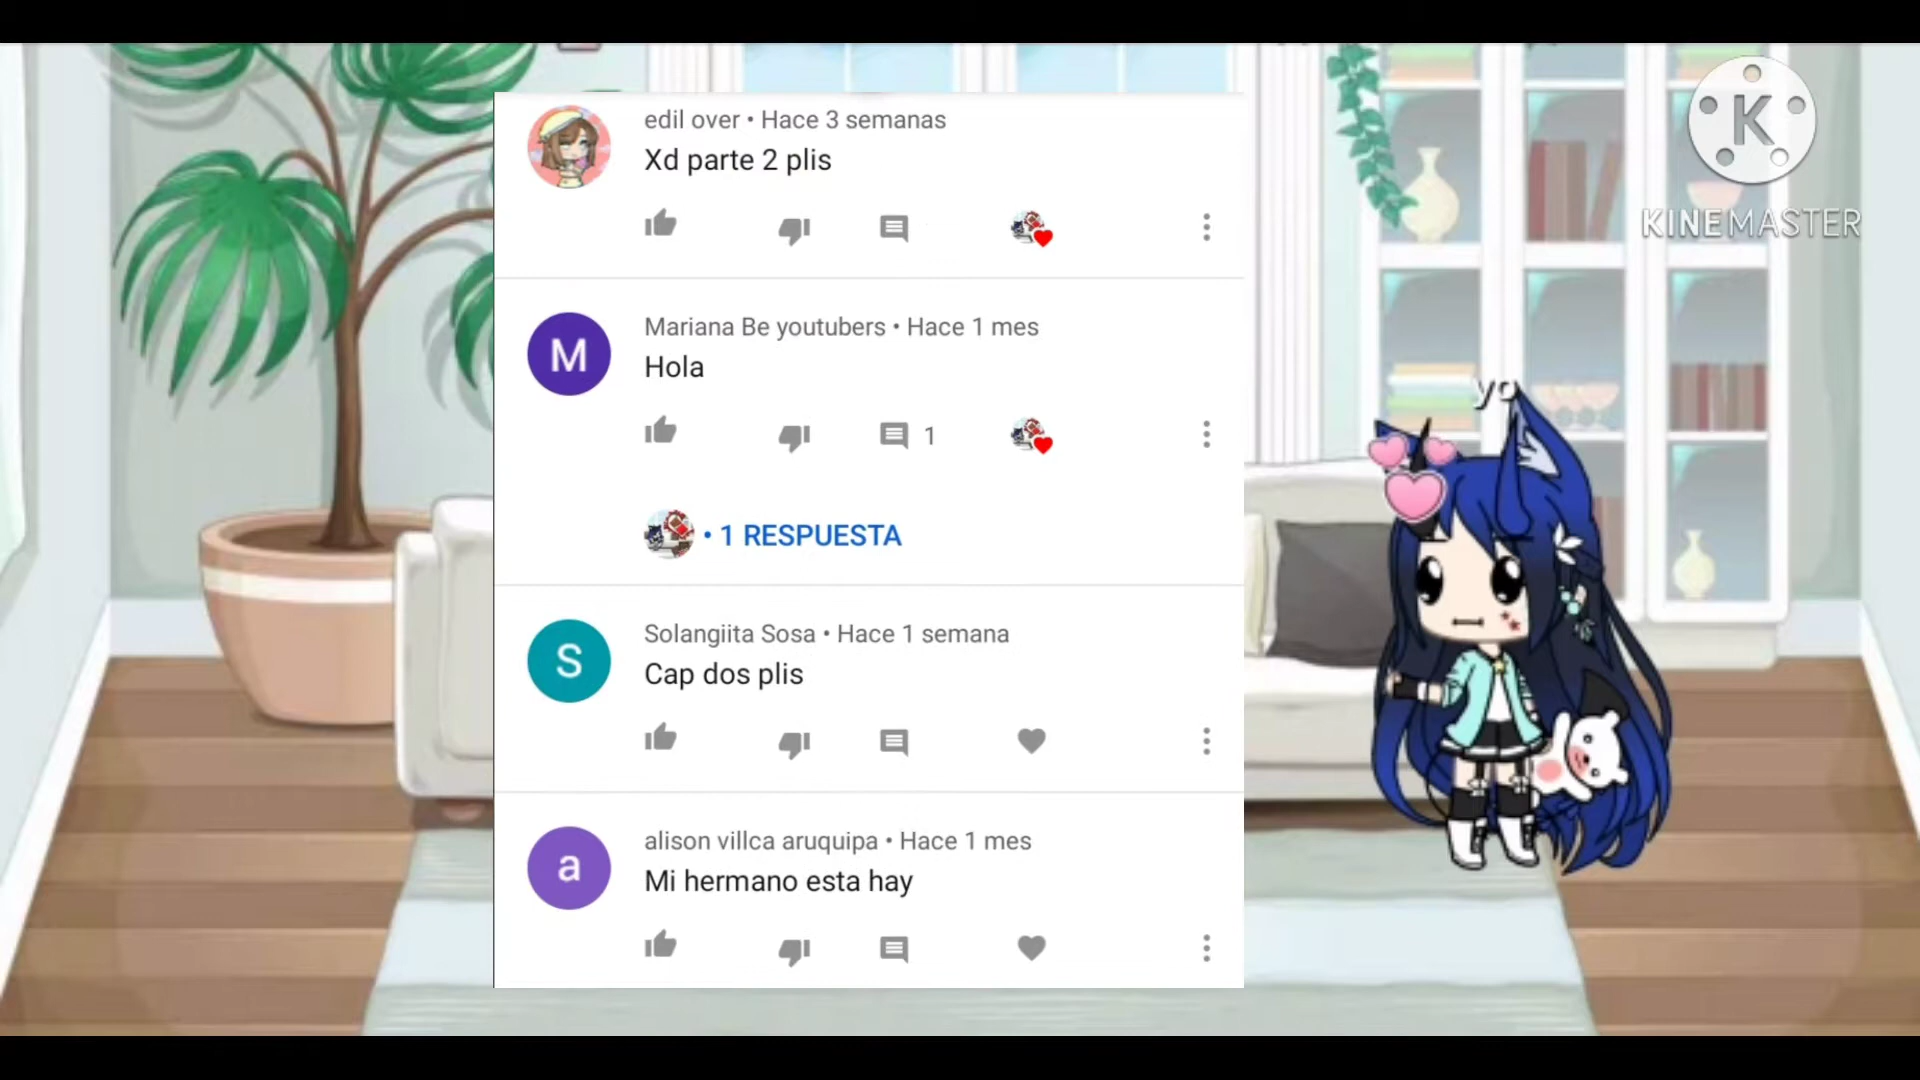 edil over • Hace 3 semanas
Xd parte 2 plis
K
KINEMASTER
M
Mariana Be youtubers • Hace 1 mes
Hola
1
yo
• 1 RESPUESTA
S
Solangiita Sosa • Hace 1 semana
Cap dos plis
a
alison villca aruquipa • Hace 1 mes
Mi hermano esta hay